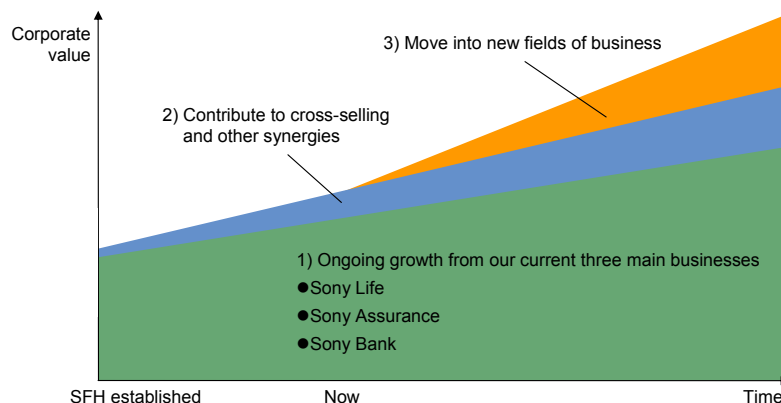 Corporate
value
3) Move into new fields of business
2) Contribute to cross-selling
and other synergies
1) Ongoing growth from our current three main businesses
●Sony Life
●Sony Assurance
●Sony Bank
SFH established
Now
Time